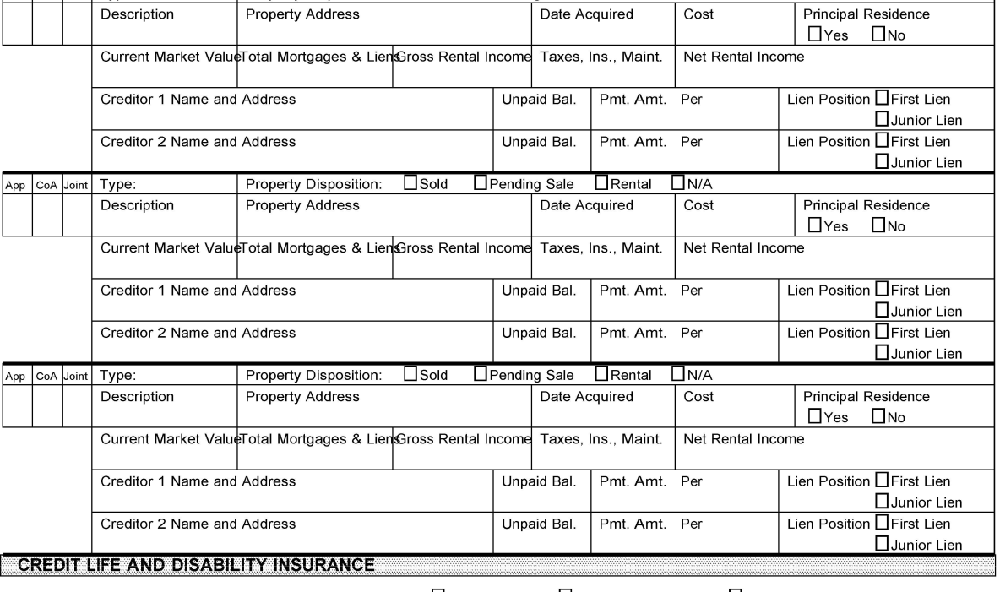 Description Property Address Date Acquired Cost Principal Residence
Yes No
Current Market Value Total Mortgages & Liens Gross Rental Income Taxes, Ins., Maint. Net Rental Income
Creditor 1 Name and Address Unpaid Bal. Pmt. Amt. Per Lien Position First Lien
Junior Lien
Creditor 2 Name and Address Unpaid Bal. Pmt. Amt. Per Lien Position First Lien
Junior Lien
App CoA Joint Type: Property Disposition: Sold Pending Sale Rental N/A
Description Property Address Date Acquired Cost Principal Residence
Yes No
Current Market Value Total Mortgages & Liens Gross Rental Income Taxes, Ins., Maint. Net Rental Income
Creditor 1 Name and Address Unpaid Bal. Pmt. Amt. Per Lien Position First Lien
Junior Lien
Creditor 2 Name and Address Unpaid Bal. Pmt. Amt. Per Lien Position First Lien
Junior Lien
App CoA Joint Type: Property Disposition: Sold Pending Sale Rental N/A
Description Property Address Date Acquired Cost Principal Residence
Yes No
Current Market Value Total Mortgages & Liens Gross Rental Income Taxes, Ins., Maint. Net Rental Income
Creditor 1 Name and Address Unpaid Bal. Pmt. Amt. Per Lien Position First Lien
Junior Lien
Creditor 2 Name and Address Unpaid Bal. Pmt. Amt. Per Lien Position First Lien
Junior Lien
CREDIT LIFE AND DISABILITY INSURANCE